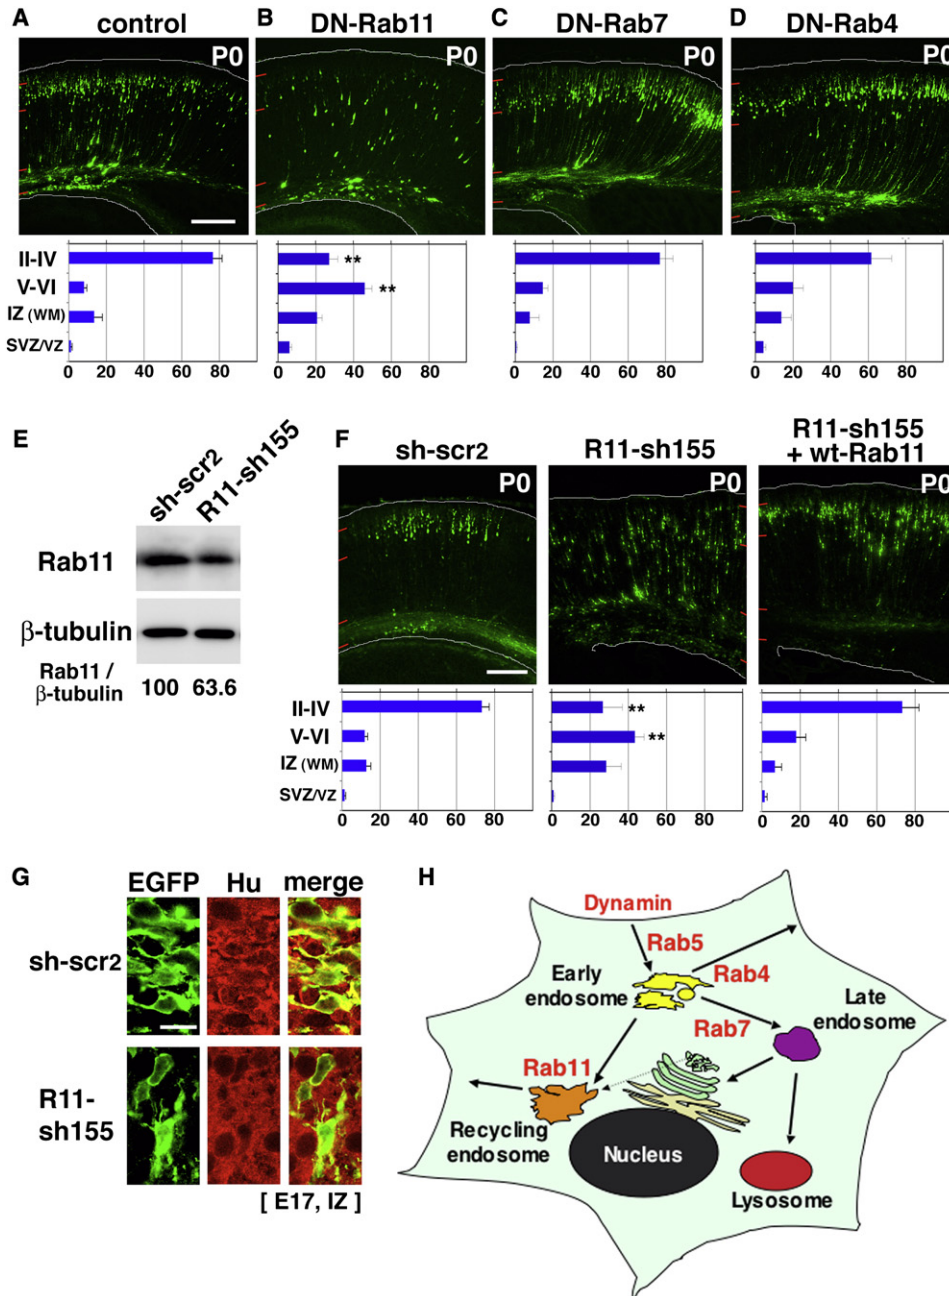 A control B DN-Rab11 C DN-Rab7 D DN-Rab4
P0 P0 P0 P0
II-IV ** 
V-VI **
IZ (WM)
SVZ/VZ
0 20 40 60 80 0 20 40 60 80 0 20 40 60 80 0 20 40 60 80
E
sh-scr2 R11-sh155
Rab11
β-tubulin
Rab11 /
β-tubulin 100 63.6
F
sh-scr2 R11-sh155 R11-sh155
+ wt-Rab11
P0 P0 P0
II-IV **
V-VI **
IZ (WM)
SVZ/VZ
0 20 40 60 80 0 20 40 60 80 0 20 40 60 80
G
EGFP Hu merge
sh-scr2
R11-
sh155
[ E17, IZ ]
H
Dynamin
Rab5
Rab4
Early
endosome
Late
endosome
Rab7
Rab11
Recycling
endosome
Nucleus
Lysosome